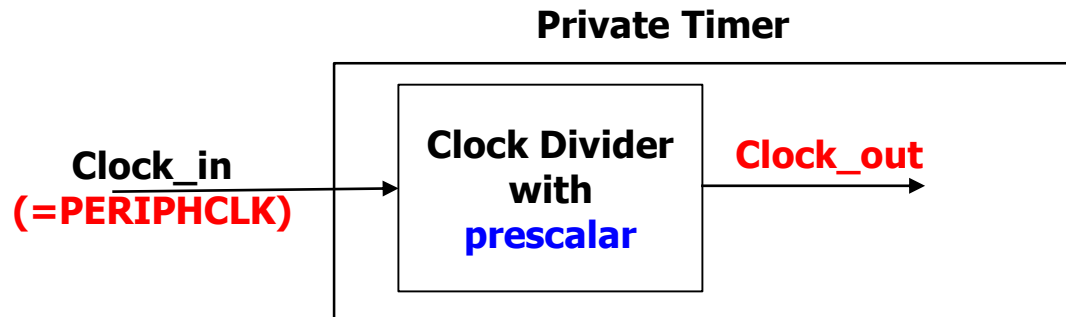 Private Timer
Clock_in
(=PERIPHCLK)
Clock Divider
with
prescalar
Clock_out